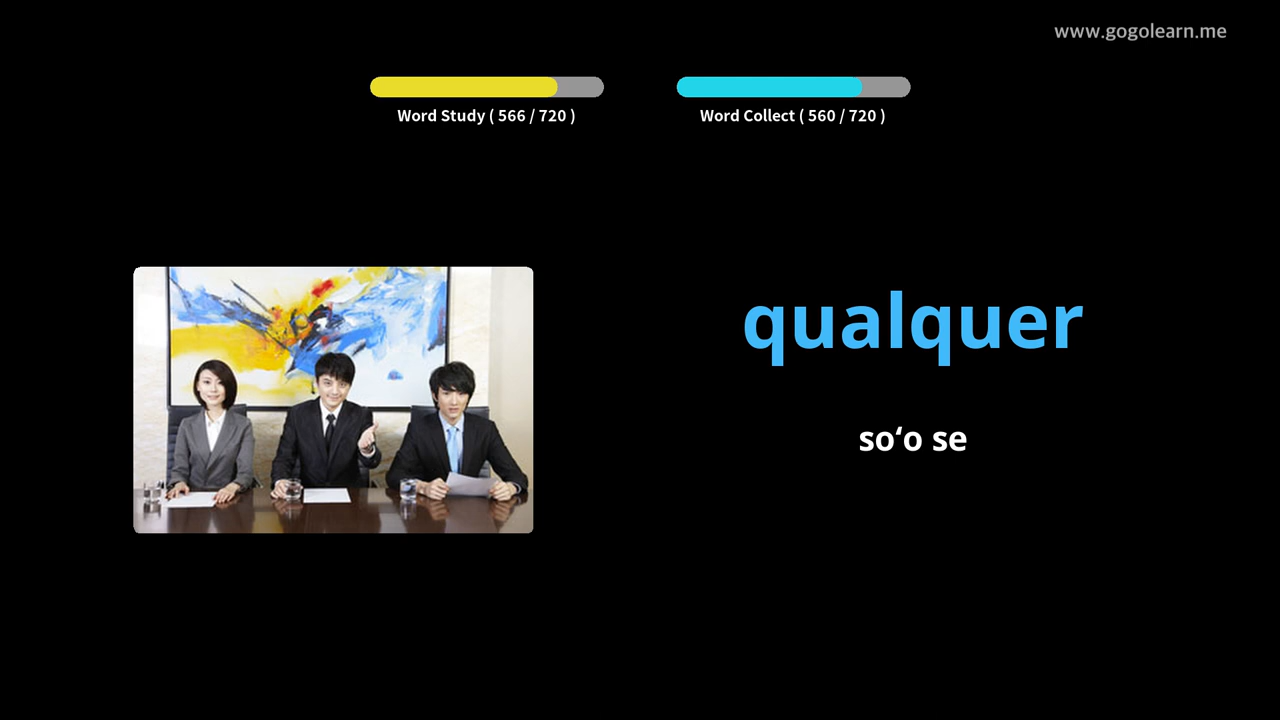 www.gogolearn.me
Word Study ( 566 / 720 )
Word Collect ( 560 / 720 )
qualquer
so‘o se